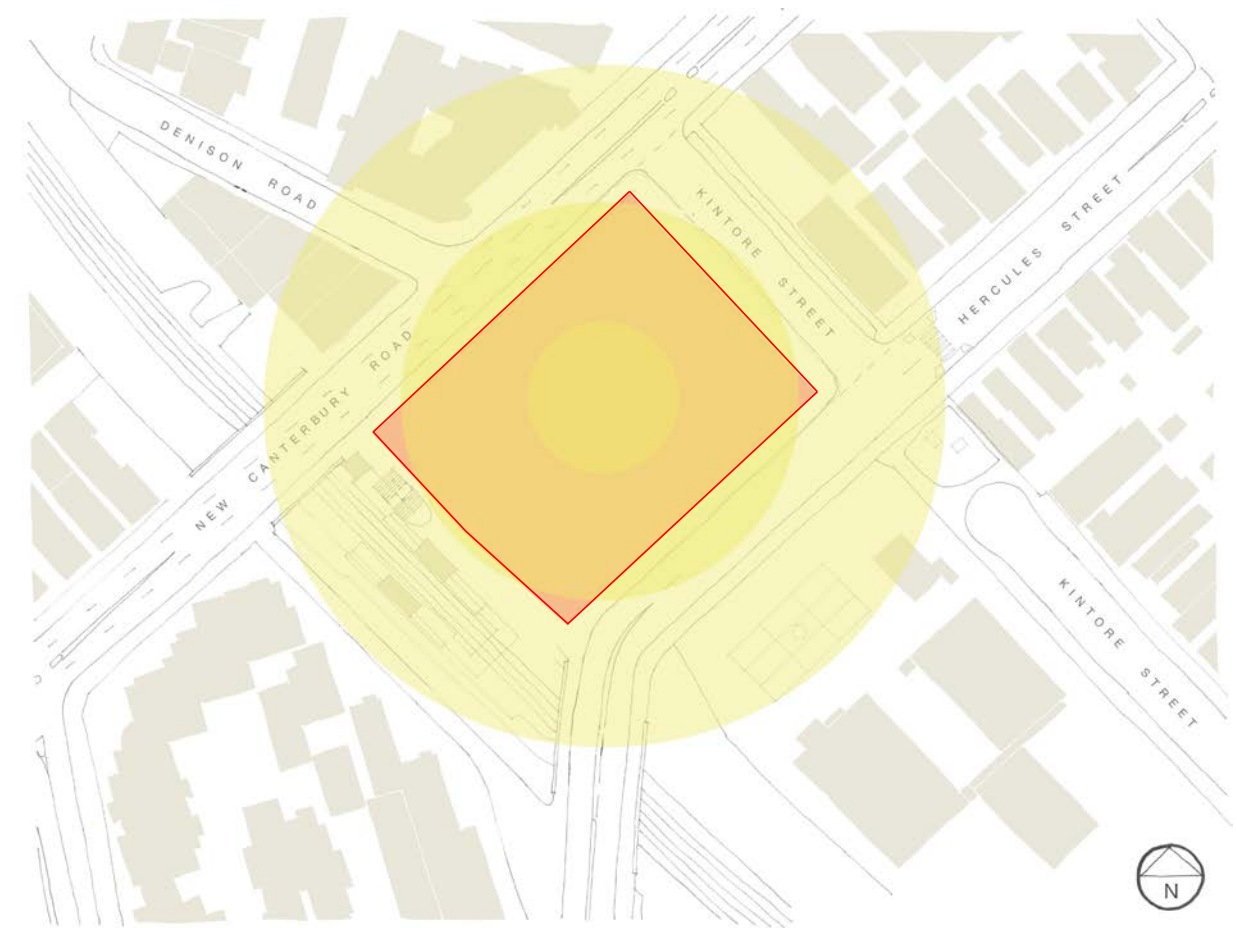 DENISON ROAD
KINTORE STREET
HERCULES STREET
NEW CANTERBURY ROAD
KINTORE STREET
N